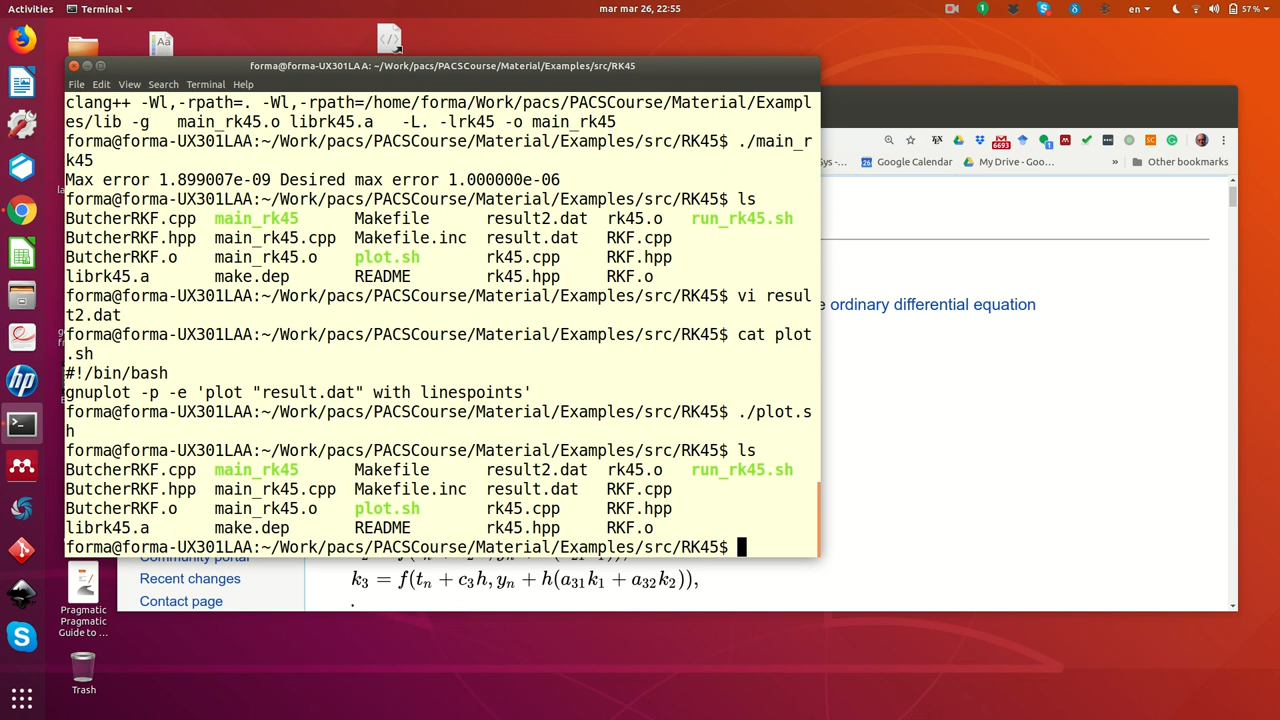 Activities Terminal mar mar 26, 22:55 en 57%
forma@forma-UX301LAA: ~/Work/pacs/PACSCourse/Material/Examples/src/RK45
File Edit View Search Terminal Help
clang++ -Wl,-rpath=. -Wl,-rpath=/home/forma/Work/pacs/PACSCourse/Material/Exampl
es/lib -g main_rk45.o librk45.a -L. -lrk45 -o main_rk45
forma@forma-UX301LAA:~/Work/pacs/PACSCourse/Material/Examples/src/RK45$ ./main_r
k45
Max error 1.899007e-09 Desired max error 1.000000e-06
forma@forma-UX301LAA:~/Work/pacs/PACSCourse/Material/Examples/src/RK45$ ls
ButcherRKF.cpp main_rk45 Makefile result2.dat rk45.o run_rk45.sh
ButcherRKF.hpp main_rk45.cpp Makefile.inc result.dat RKF.cpp
ButcherRKF.o main_rk45.o plot.sh rk45.cpp RKF.hpp
librk45.a make.dep README rk45.hpp RKF.o
forma@forma-UX301LAA:~/Work/pacs/PACSCourse/Material/Examples/src/RK45$ vi resul
t2.dat
forma@forma-UX301LAA:~/Work/pacs/PACSCourse/Material/Examples/src/RK45$ cat plot
.sh
#!/bin/bash
gnuplot -p -e 'plot "result.dat" with linespoints'
forma@forma-UX301LAA:~/Work/pacs/PACSCourse/Material/Examples/src/RK45$ ./plot.s
h
forma@forma-UX301LAA:~/Work/pacs/PACSCourse/Material/Examples/src/RK45$ ls
ButcherRKF.cpp main_rk45 Makefile result2.dat rk45.o run_rk45.sh
ButcherRKF.hpp main_rk45.cpp Makefile.inc result.dat RKF.cpp
ButcherRKF.o main_rk45.o plot.sh rk45.cpp RKF.hpp
librk45.a make.dep README rk45.hpp RKF.o
forma@forma-UX301LAA:~/Work/pacs/PACSCourse/Material/Examples/src/RK45$
6693
Sys - Google Calendar My Drive - Goo... » Other bookmarks
e ordinary differential equation
Recent changes
Contact page
k₃ = f(tₙ + c₃h, yₙ + h(a₃₁k₁ + a₃₂k₂)),
Pragmatic
Pragmatic
Guide to ...
Trash